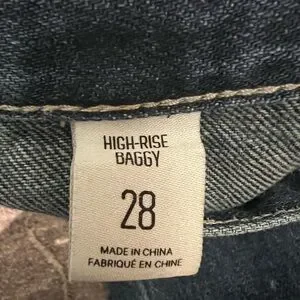 HIGH-RISE
BAGGY
28
MADE IN CHINA
FABRIQUÉ EN CHINE